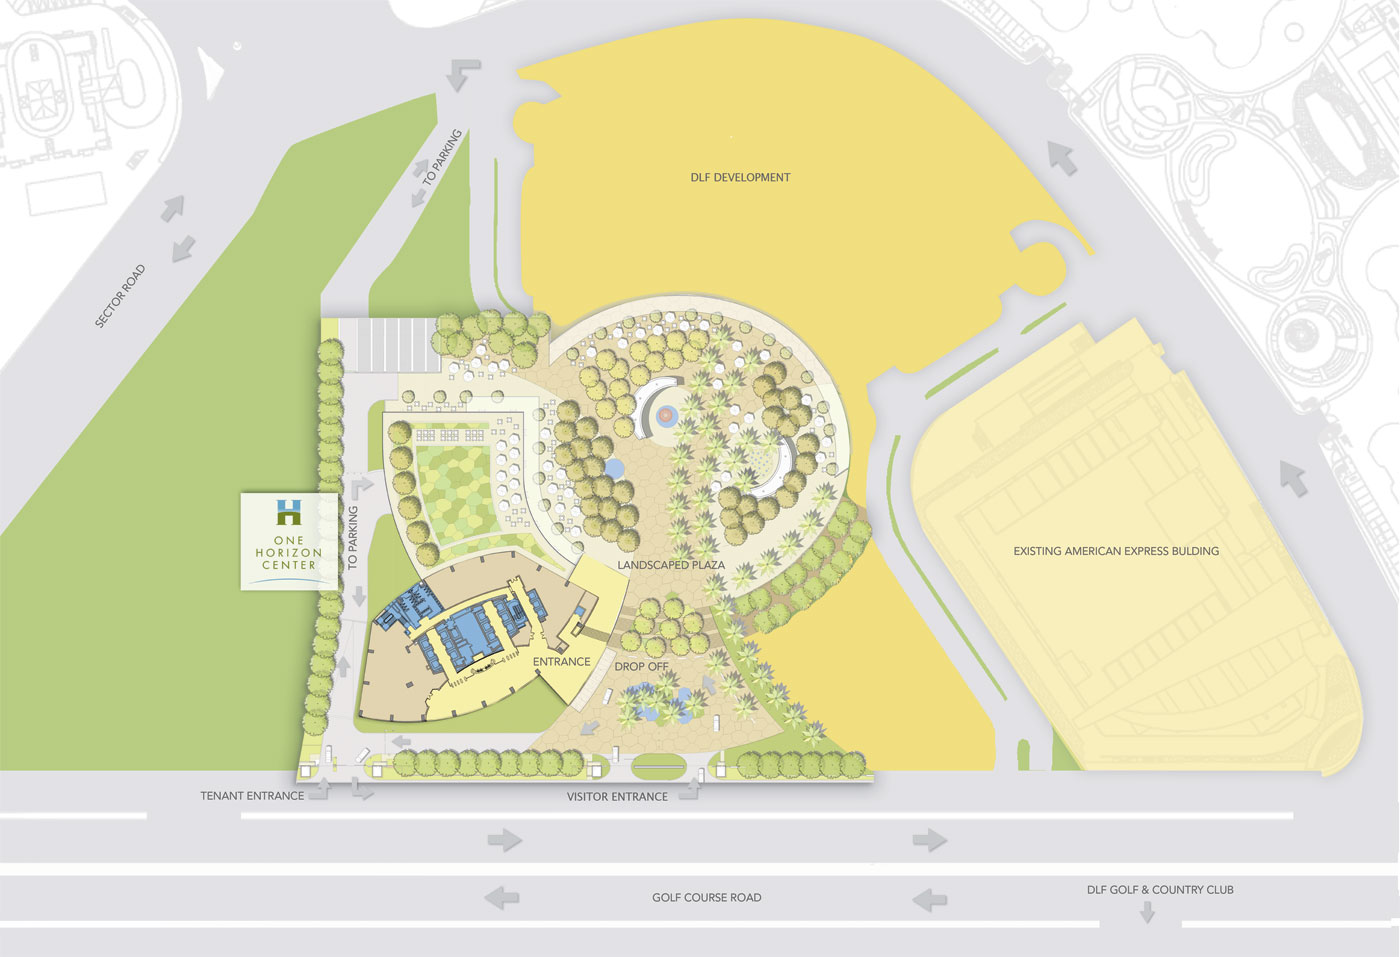 TO PARKING
DLF DEVELOPMENT
SECTOR ROAD
ONE
HORIZON
CENTER
TO PARKING
EXISTING AMERICAN EXPRESS BULDING
LANDSCAPED PLAZA
ENTRANCE
DROP OFF
TENANT ENTRANCE
VISITOR ENTRANCE
GOLF COURSE ROAD
DLF GOLF & COUNTRY CLUB